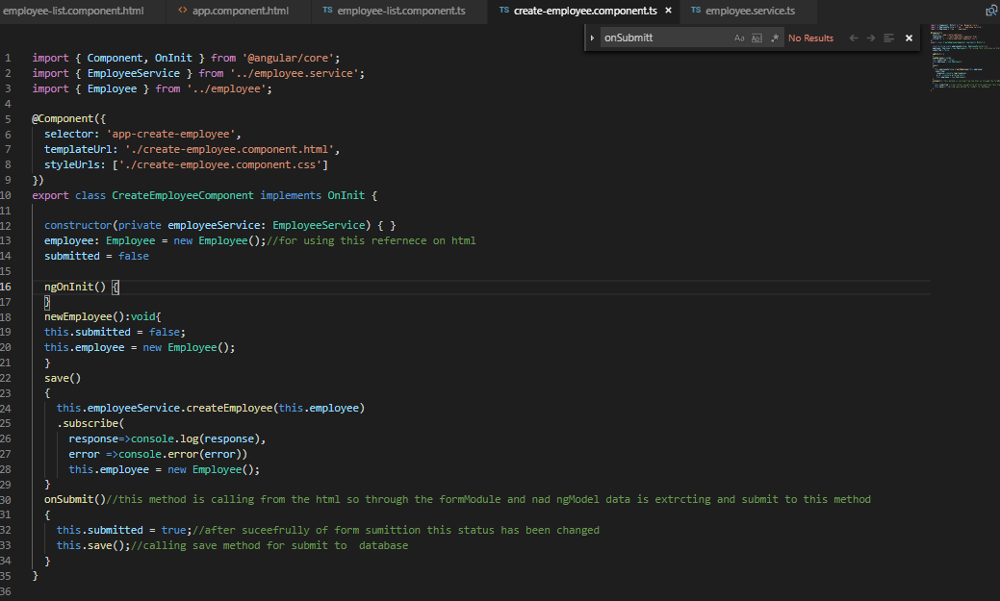 employee-list.component.html <> app.component.html TS employee-list.component.ts TS create-employee.component.ts × TS employee.service.ts
onSubmitt Aa Abl .* No Results
1 import { Component, OnInit } from '@angular/core';
2 import { EmployeeService } from '../employee.service';
3 import { Employee } from '../employee';
4
5 @Component({
6 selector: 'app-create-employee',
7 templateUrl: './create-employee.component.html',
8 styleUrls: ['./create-employee.component.css']
9 })
10 export class CreateEmployeeComponent implements OnInit {
11
12 constructor(private employeeService: EmployeeService) { }
13 employee: Employee = new Employee();//for using this refernece on html
14 submitted = false
15
16 ngOnInit() {
17 }
18 newEmployee():void{
19 this.submitted = false;
20 this.employee = new Employee();
21 }
22 save()
23 {
24 this.employeeService.createEmployee(this.employee)
25 .subscribe(
26 response=>console.log(response),
27 error =>console.error(error))
28 this.employee = new Employee();
29 }
30 onSubmit()//this method is calling from the html so through the formModule and nad ngModel data is extrcting and submit to this method
31 {
32 this.submitted = true;//after suceefrully of form sumittion this status has been changed
33 this.save();//calling save method for submit to  database
34 }
35 }
36